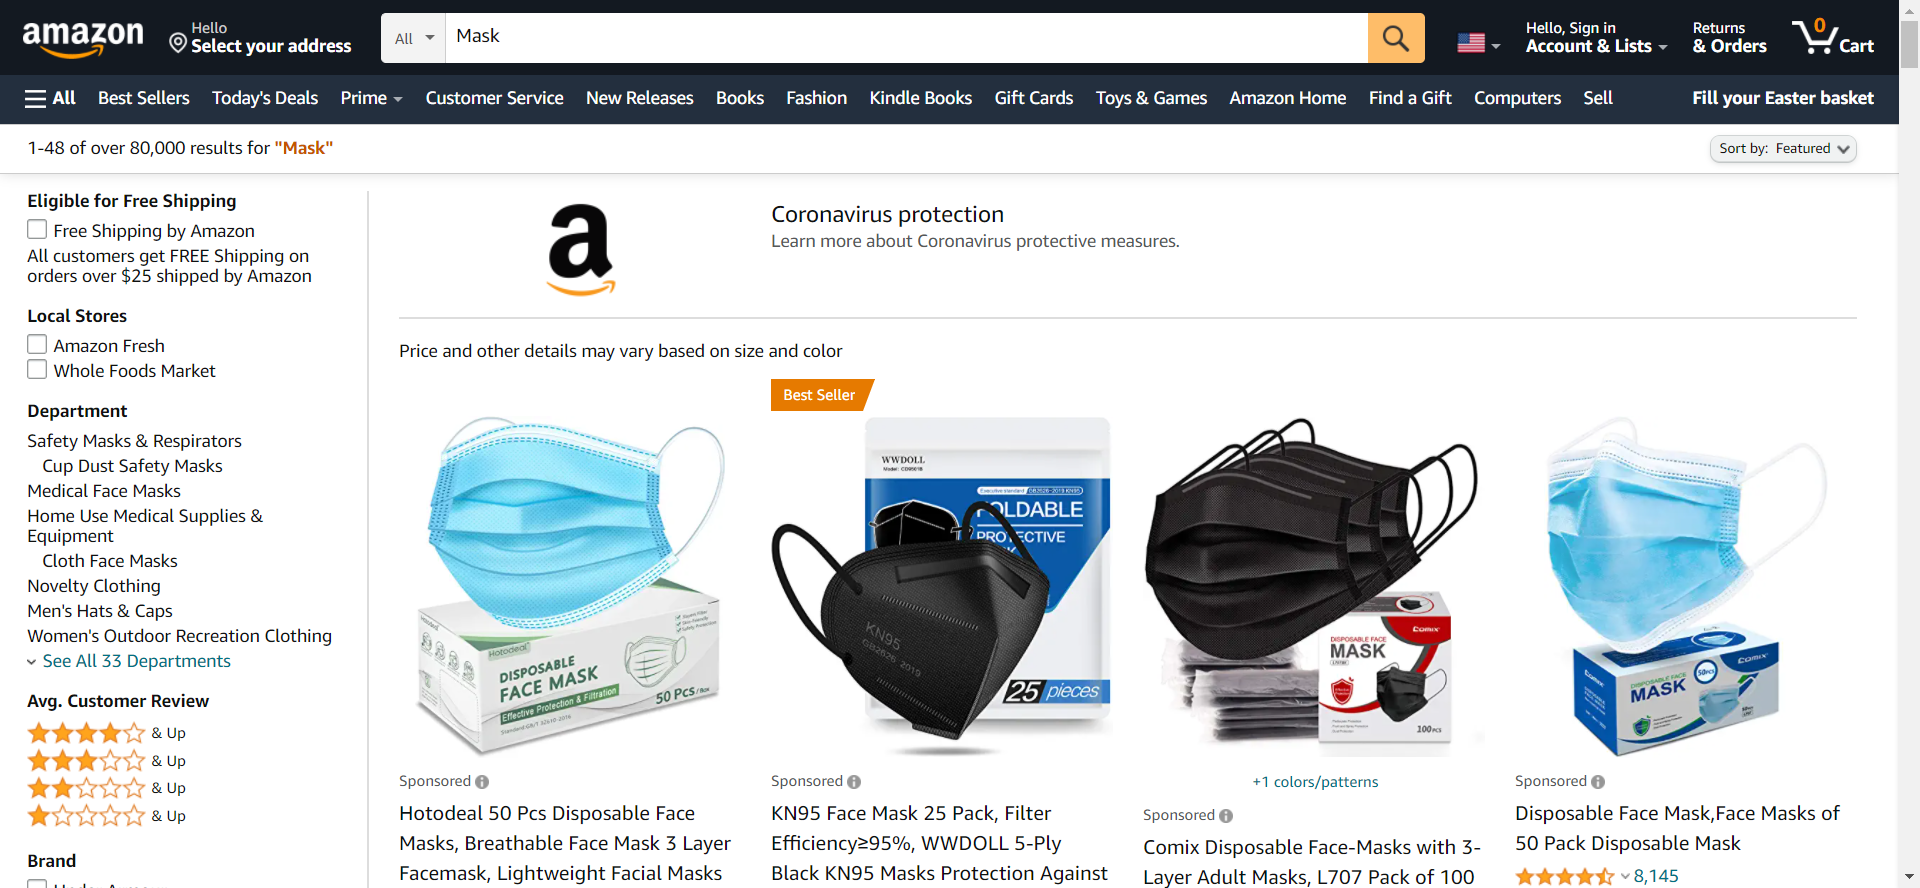 amazon
Hello
Select your address
All
Mask
Hello, Sign in
Account & Lists
Returns
& Orders
0
Cart
All
Best Sellers
Today's Deals
Prime
Customer Service
New Releases
Books
Fashion
Kindle Books
Gift Cards
Toys & Games
Amazon Home
Find a Gift
Computers
Sell
Fill your Easter basket
1-48 of over 80,000 results for "Mask"
Sort by: Featured
Eligible for Free Shipping
Free Shipping by Amazon
All customers get FREE Shipping on
orders over $25 shipped by Amazon
Local Stores
Amazon Fresh
Whole Foods Market
Department
Safety Masks & Respirators
Cup Dust Safety Masks
Medical Face Masks
Home Use Medical Supplies &
Equipment
Cloth Face Masks
Novelty Clothing
Men's Hats & Caps
Women's Outdoor Recreation Clothing
See All 33 Departments
Avg. Customer Review
& Up
& Up
& Up
& Up
Brand
a
Coronavirus protection
Learn more about Coronavirus protective measures.
Price and other details may vary based on size and color
Hotodeal
DISPOSABLE
FACE MASK
Effective Protection & Filtration
50 PCS/Box
Sponsored
Hotodeal 50 Pcs Disposable Face
Masks, Breathable Face Mask 3 Layer
Facemask, Lightweight Facial Masks
Best Seller
WWDOLL
FOLDABLE
PROTECTIVE
KN95
GB2626-2019
25 pieces
Sponsored
KN95 Face Mask 25 Pack, Filter
Efficiency≥95%, WWDOLL 5-Ply
Black KN95 Masks Protection Against
COMIX
DISPOSABLE FACE
MASK
100PCS
+1 colors/patterns
Sponsored
Comix Disposable Face-Masks with 3-
Layer Adult Masks, L707 Pack of 100
COMIX
DISPOSABLE FACE
MASK
50PCS
Sponsored
Disposable Face Mask,Face Masks of
50 Pack Disposable Mask
8,145